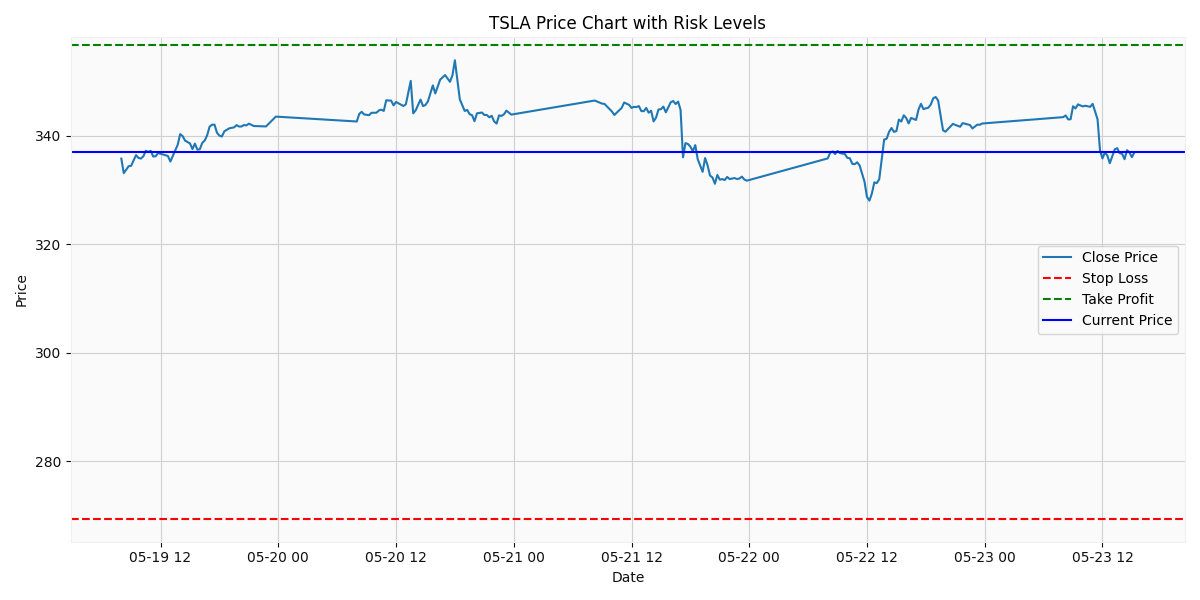 TSLA Price Chart with Risk Levels
Price
340
320
300
280
Close Price
Stop Loss
Take Profit
Current Price
05-19 12
05-20 00
05-20 12
05-21 00
05-21 12
05-22 00
05-22 12
05-23 00
05-23 12
Date